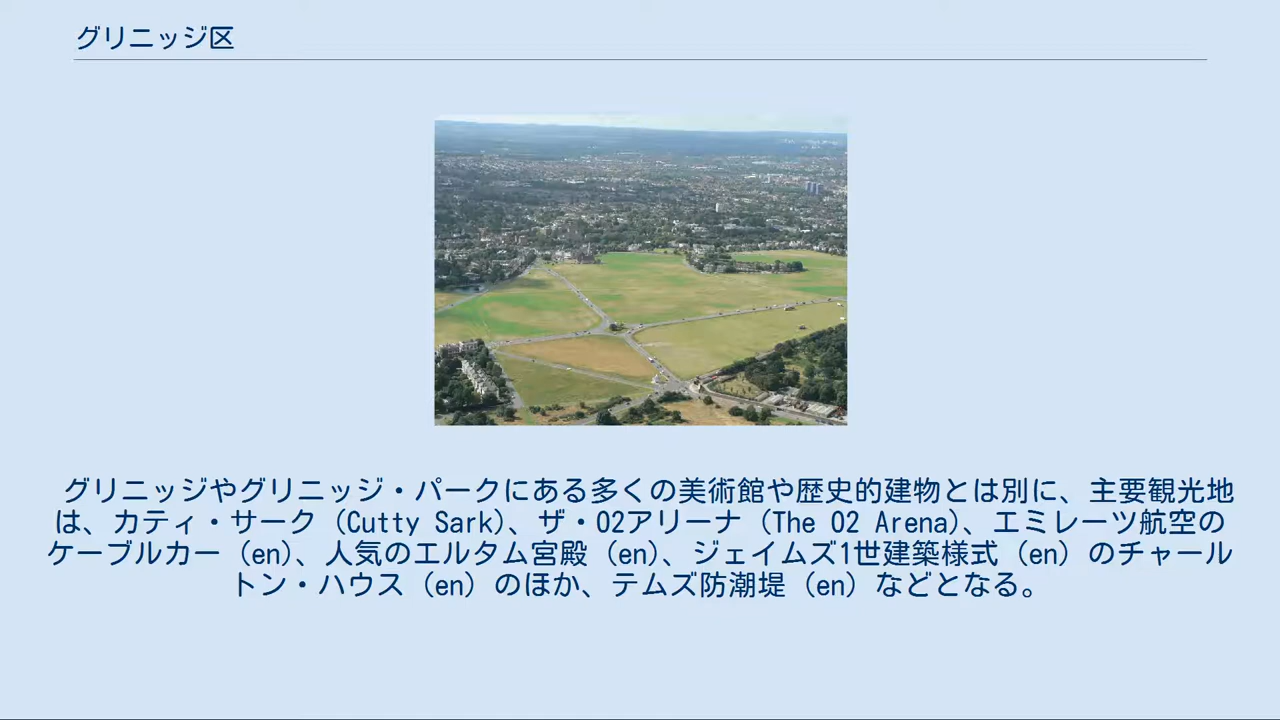 グリニッジ区
グリニッジやグリニッジ・パークにある多くの美術館や歴史的建物とは別に、主要観光地
は、カティ・サーク（Cutty Sark）、ザ・O2アリーナ（The O2 Arena）、エミレーツ航空の
ケーブルカー（en）、人気のエルタム宮殿（en）、ジェイムズ1世建築様式（en）のチャール
トン・ハウス（en）のほか、テムズ防潮堤（en）などとなる。